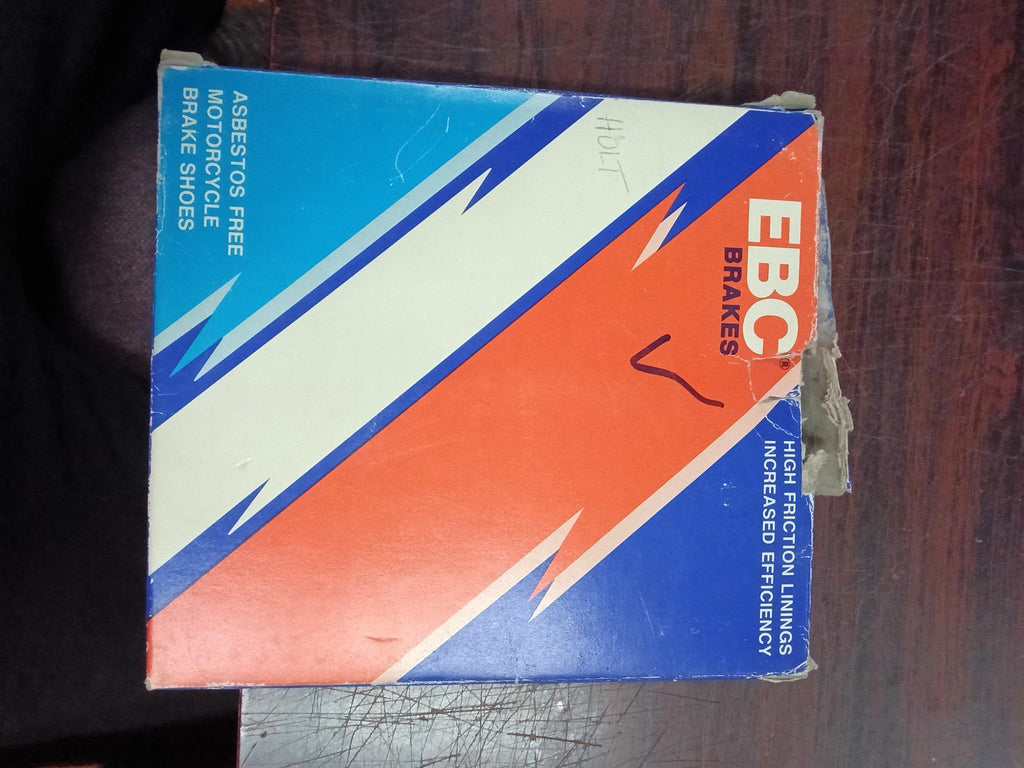 EBC®
BRAKES
HIGH FRICTION LININGS
INCREASED EFFICIENCY
HOLT
ASBESTOS FREE
MOTORCYCLE
BRAKE SHOES